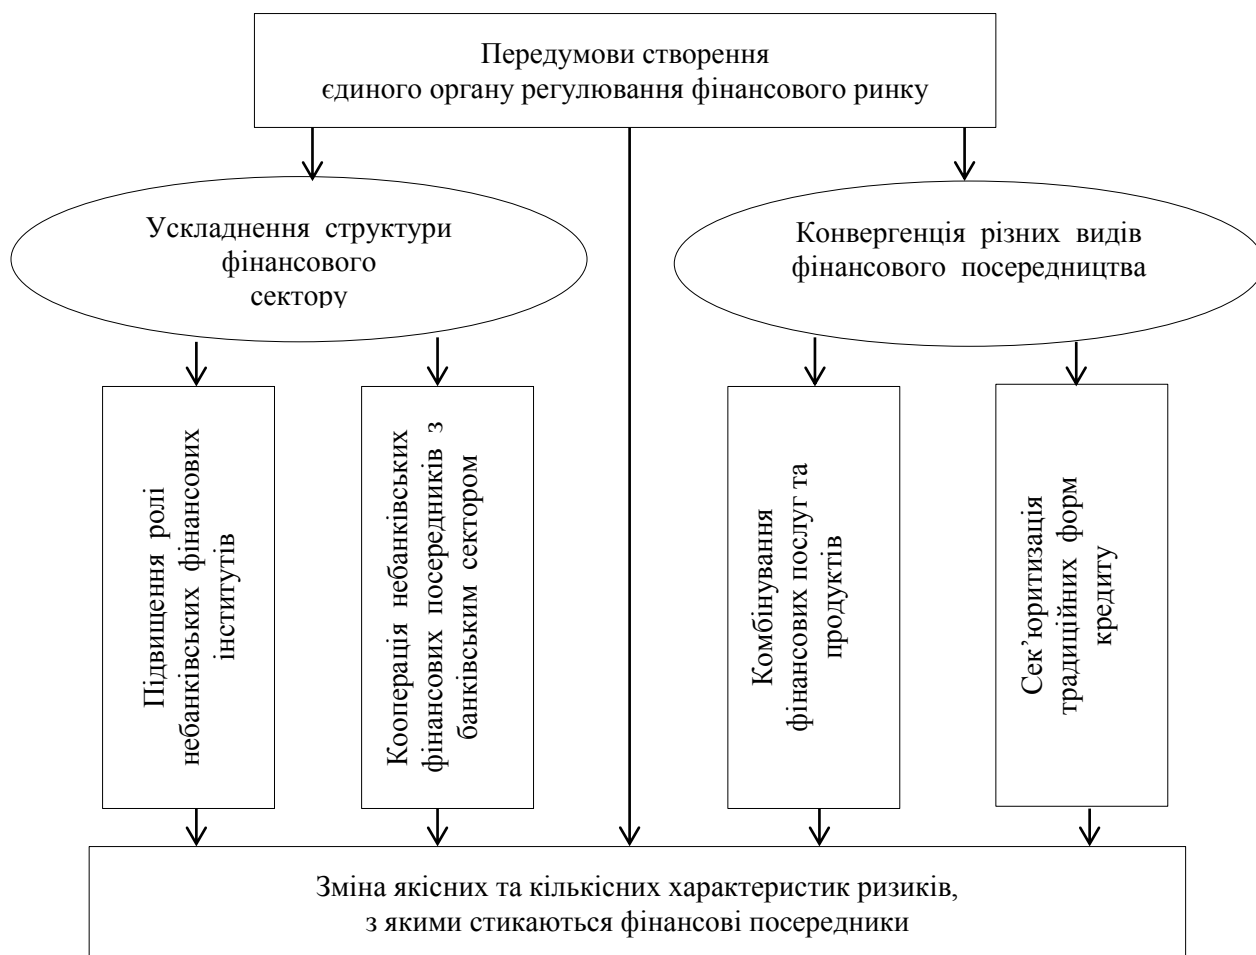 Передумови створення
єдиного органу регулювання фінансового ринку
Ускладнення структури
фінансового
сектору
Конвергенція різних видів
фінансового посередництва
Підвищення ролі
небанківських фінансових
інститутів
Кооперація небанківських
фінансових посередників з
банківським сектором
Комбінування
фінансових послуг та
продуктів
Сек’юритизація
традиційних форм
кредиту
Зміна якісних та кількісних характеристик ризиків,
з якими стикаються фінансові посередники